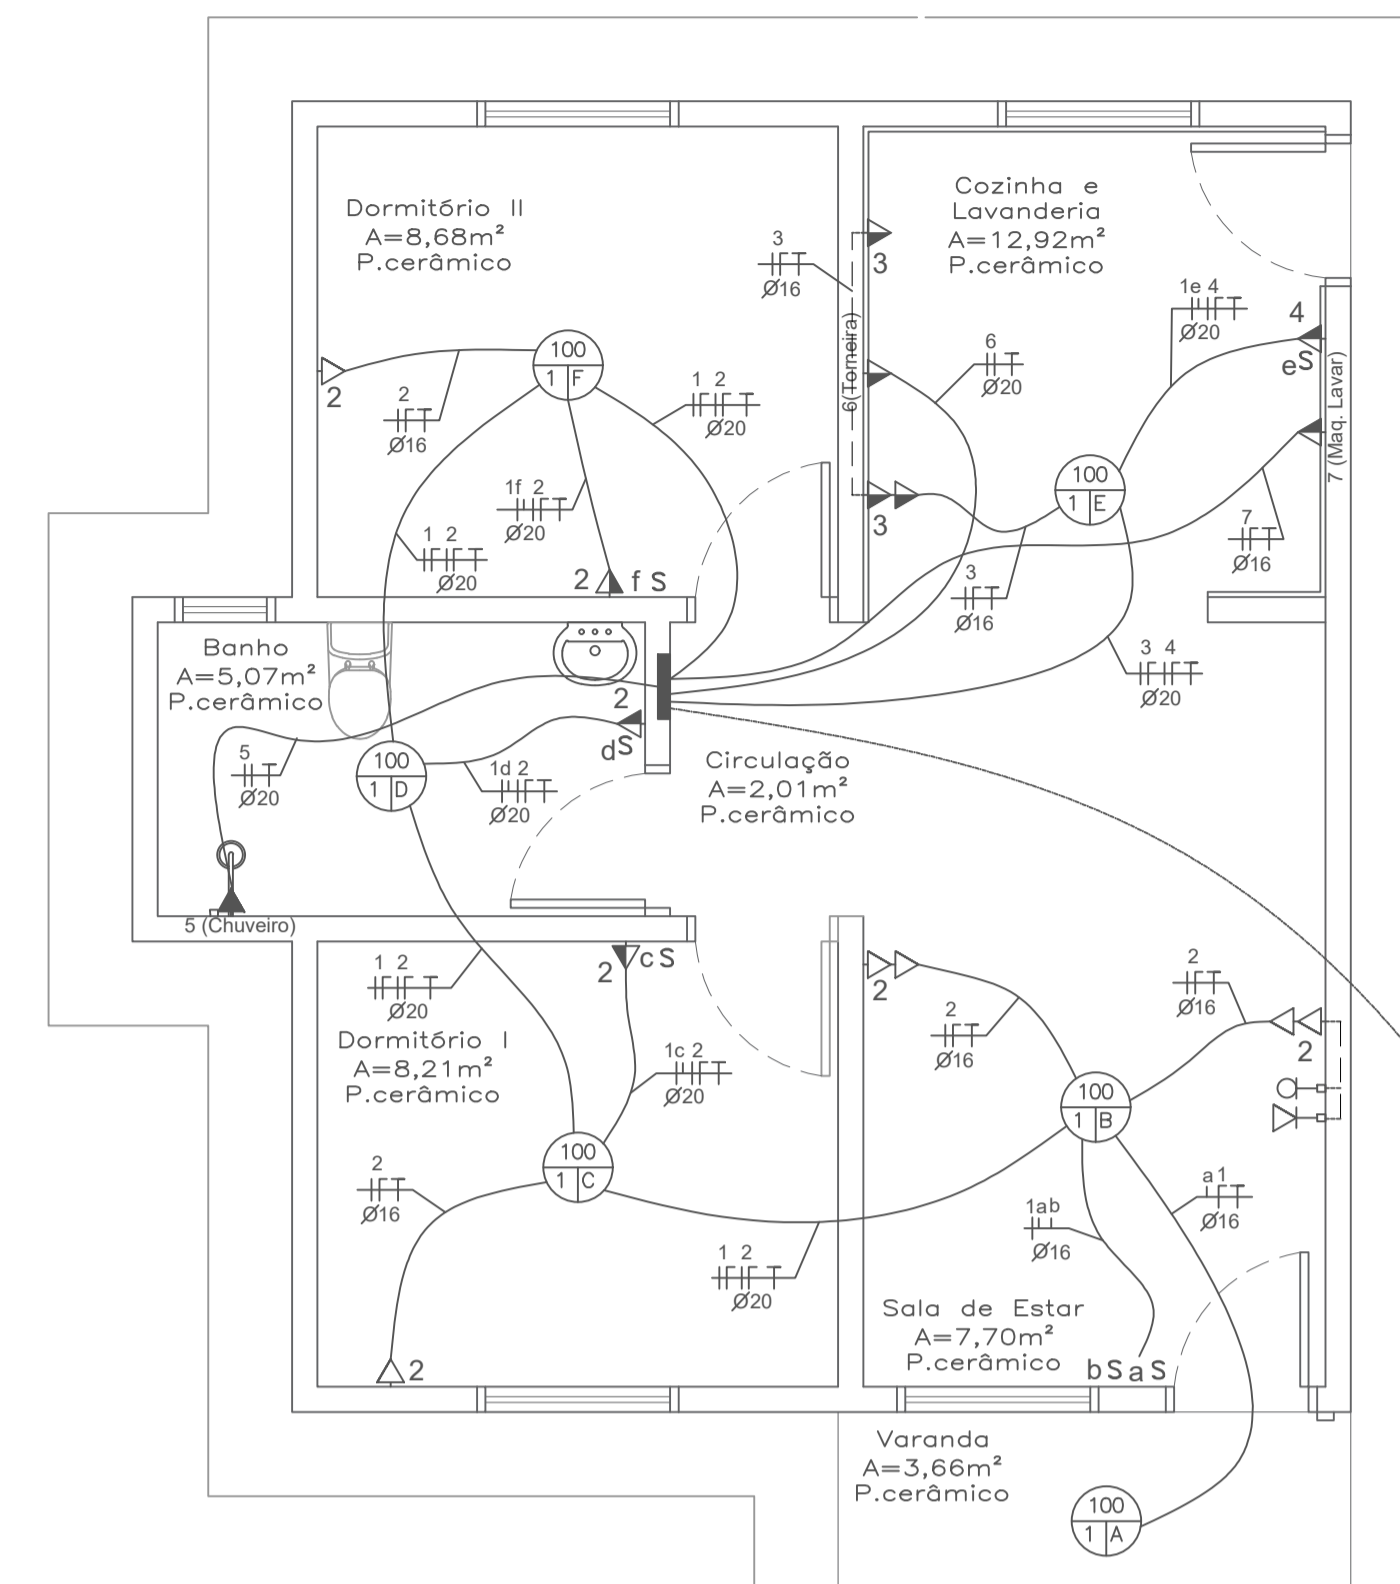 Dormitório II
A=8,68m²
P.cerâmico
Cozinha e
Lavanderia
A=12,92m²
P.cerâmico
3
Ø16
3
6(Torneira)
1e 4
Ø20
4
eS
7 (Maq. Lavar)
6
Ø20
100
1 F
2
2
Ø16
1 2
Ø20
1f 2
Ø20
1 2
Ø20
2 f S
100
1 E
3
3
Ø16
7
Ø16
3 4
Ø20
Banho
A=5,07m²
P.cerâmico
2
dS
5
Ø20
100
1 D
1d 2
Ø20
5 (Chuveiro)
Circulação
A=2,01m²
P.cerâmico
1 2
Ø20
2 cS
Dormitório I
A=8,21m²
P.cerâmico
1c 2
Ø20
100
1 C
2
Ø16
2
1 2
Ø20
2
2
Ø16
2
Ø16
2
100
1 B
a1
Ø16
1ab
Ø16
Sala de Estar
A=7,70m²
P.cerâmico
bSaS
Varanda
A=3,66m²
P.cerâmico
100
1 A